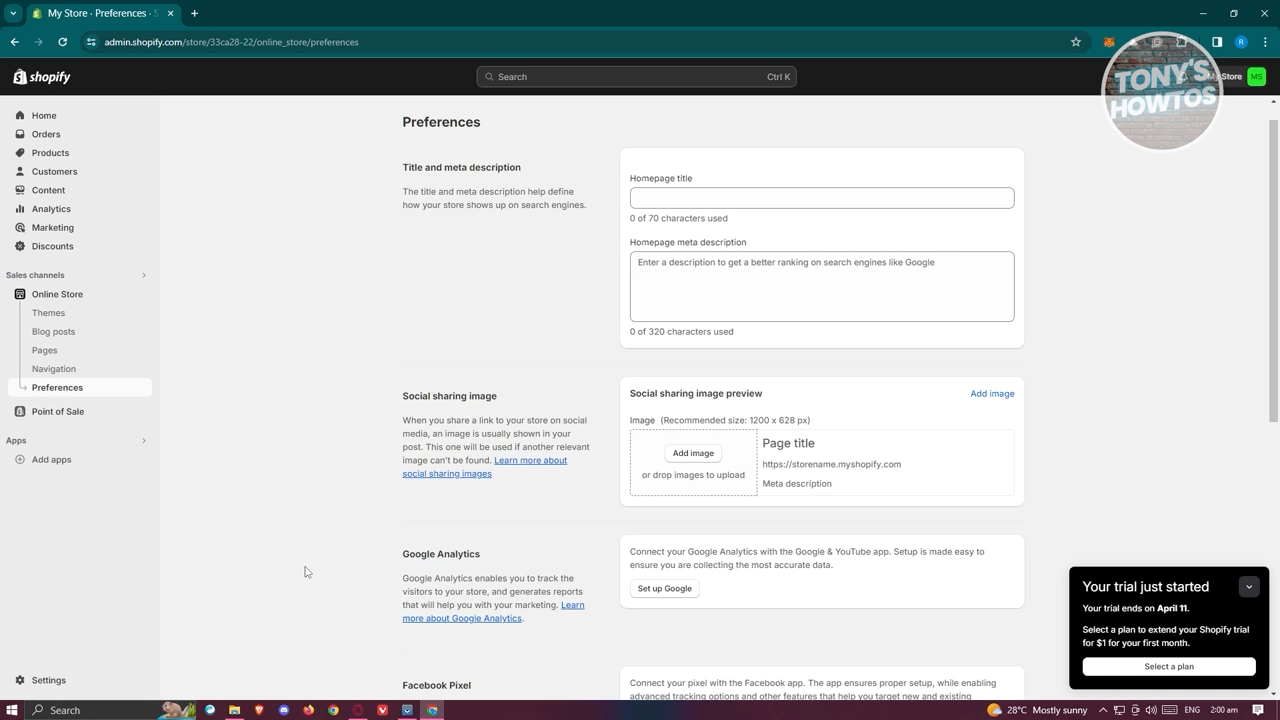 My Store · Preferences · S
admin.shopify.com/store/33ca28-22/online_store/preferences
shopify
Search
Ctrl K
My Store
MS
TONY'S
HOWTOS
Home
Orders
Products
Customers
Content
Analytics
Marketing
Discounts
Sales channels
Online Store
Themes
Blog posts
Pages
Navigation
Preferences
Point of Sale
Apps
Add apps
Settings
Preferences
Title and meta description
The title and meta description help define
how your store shows up on search engines.
Homepage title
0 of 70 characters used
Homepage meta description
Enter a description to get a better ranking on search engines like Google
0 of 320 characters used
Social sharing image
When you share a link to your store on social
media, an image is usually shown in your
post. This one will be used if another relevant
image can't be found. Learn more about
social sharing images
Social sharing image preview
Add image
Image (Recommended size: 1200 x 628 px)
Add image
or drop images to upload
Page title
https://storename.myshopify.com
Meta description
Google Analytics
Google Analytics enables you to track the
visitors to your store, and generates reports
that will help you with your marketing. Learn
more about Google Analytics.
Connect your Google Analytics with the Google & YouTube app. Setup is made easy to
ensure you are collecting the most accurate data.
Set up Google
Facebook Pixel
Connect your pixel with the Facebook app. The app ensures proper setup, while enabling
advanced tracking options and other features that help you target new and existing
Your trial just started
Your trial ends on April 11.
Select a plan to extend your Shopify trial
for $1 for your first month.
Select a plan
Search
28°C Mostly sunny
2:00 am